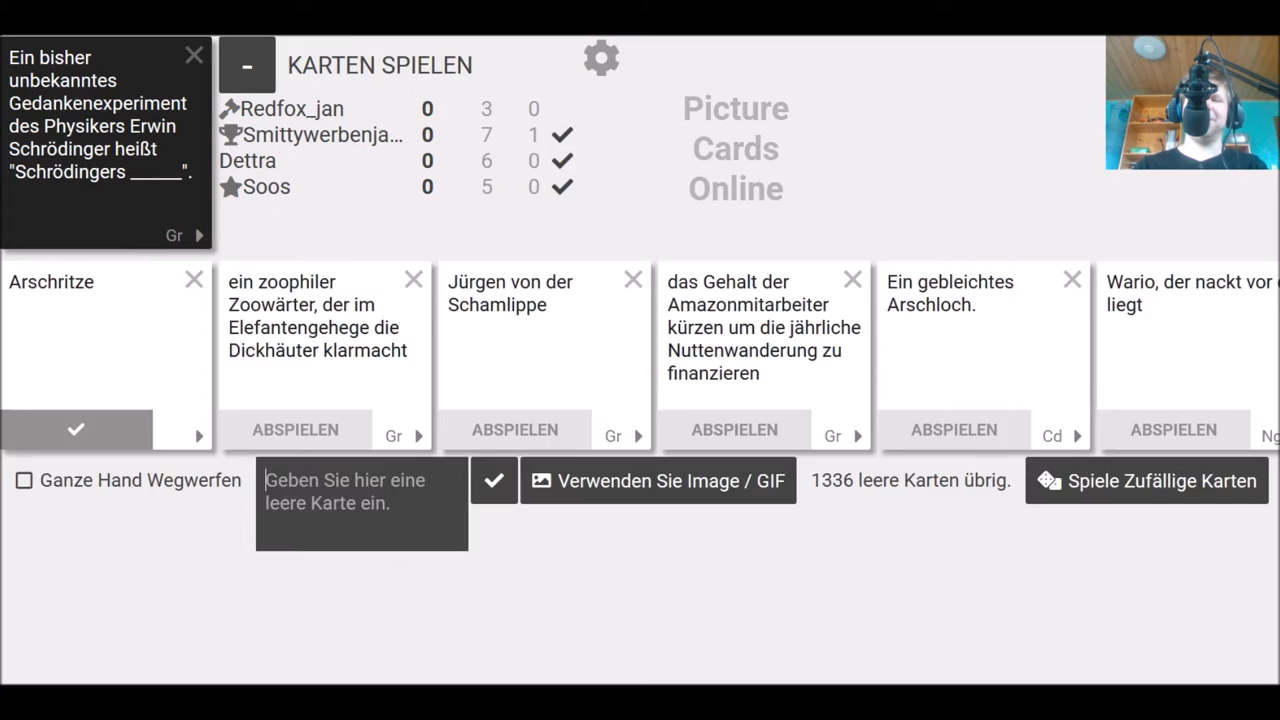 Ein bisher
unbekanntes
Gedankenexperiment
des Physikers Erwin
Schrödinger heißt
"Schrödingers ______".
Gr
-
KARTEN SPIELEN
Redfox_jan 0 3 0
Smittywerbenja... 0 7 1
Dettra 0 6 0
Soos 0 5 0
Picture
Cards
Online
Arschritze
ein zoophiler
Zoowärter, der im
Elefantengehege die
Dickhäuter klarmacht
ABSPIELEN
Gr
Jürgen von der
Schamlippe
ABSPIELEN
Gr
das Gehalt der
Amazonmitarbeiter
kürzen um die jährliche
Nuttenwanderung zu
finanzieren
ABSPIELEN
Gr
Ein gebleichtes
Arschloch.
ABSPIELEN
Cd
Wario, der nackt vor
liegt
ABSPIELEN
Ng
Ganze Hand Wegwerfen
Geben Sie hier eine
leere Karte ein.
Verwenden Sie Image / GIF
1336 leere Karten übrig.
Spiele Zufällige Karten